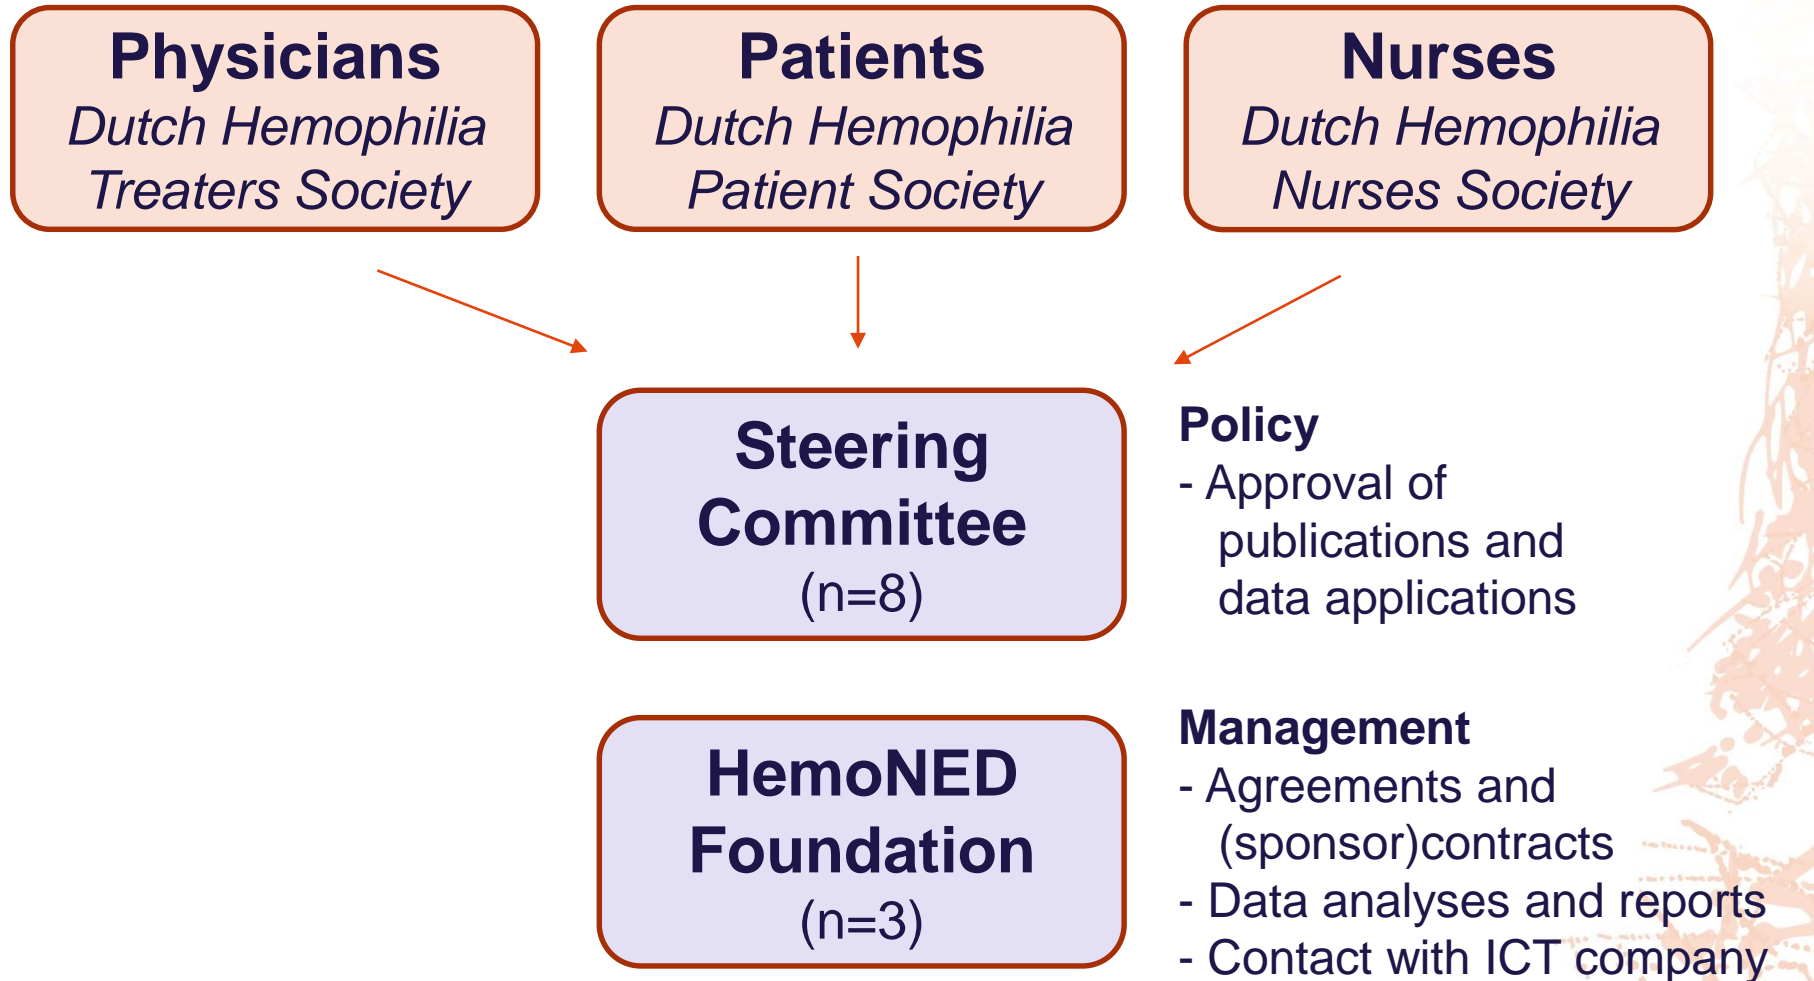 Physicians
Dutch Hemophilia
Treaters Society
Patients
Dutch Hemophilia
Patient Society
Nurses
Dutch Hemophilia
Nurses Society
Steering
Committee
(n=8)
Policy
- Approval of
publications and
data applications
HemoNED
Foundation
(n=3)
Management
- Agreements and
(sponsor)contracts
- Data analyses and reports
- Contact with ICT company